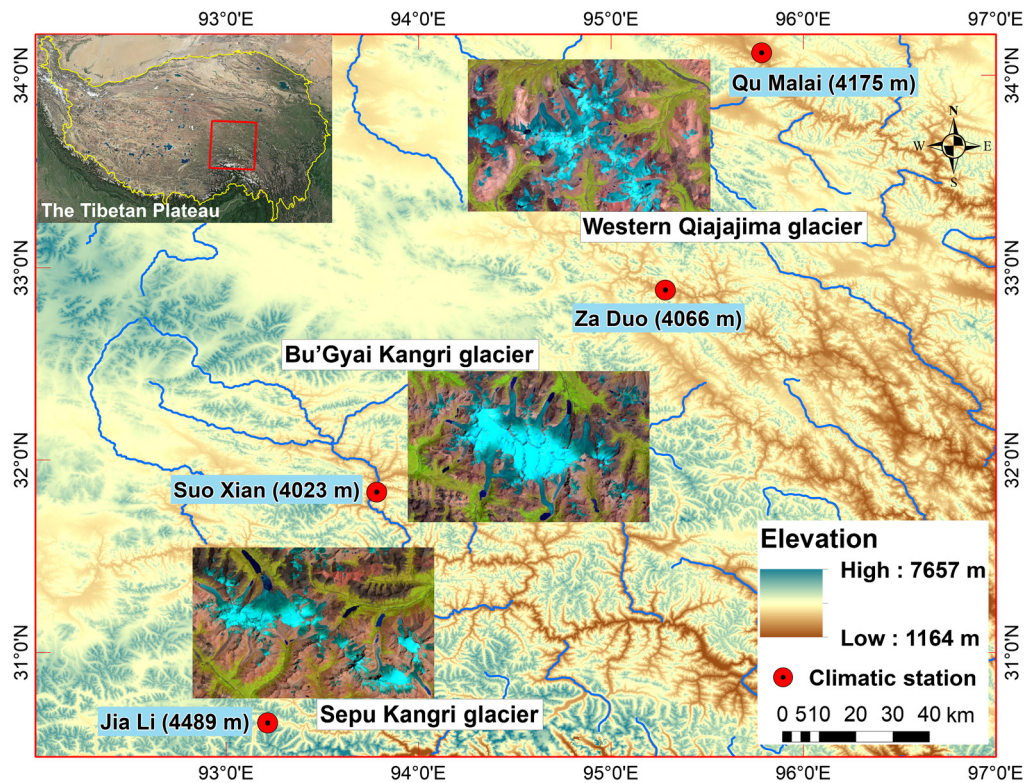 93°0'E
94°0'E
95°0'E
96°0'E
97°0'E
34°0'N
34°0'N
Qu Malai (4175 m)
N
W
E
S
The Tibetan Plateau
Western Qiajajima glacier
33°0'N
33°0'N
Za Duo (4066 m)
Bu’Gyai Kangri glacier
32°0'N
32°0'N
Suo Xian (4023 m)
Elevation
High : 7657 m
Low : 1164 m
31°0'N
31°0'N
Climatic station
Sepu Kangri glacier
Jia Li (4489 m)
0 510 20 30 40 km
93°0'E
94°0'E
95°0'E
96°0'E
97°0'E